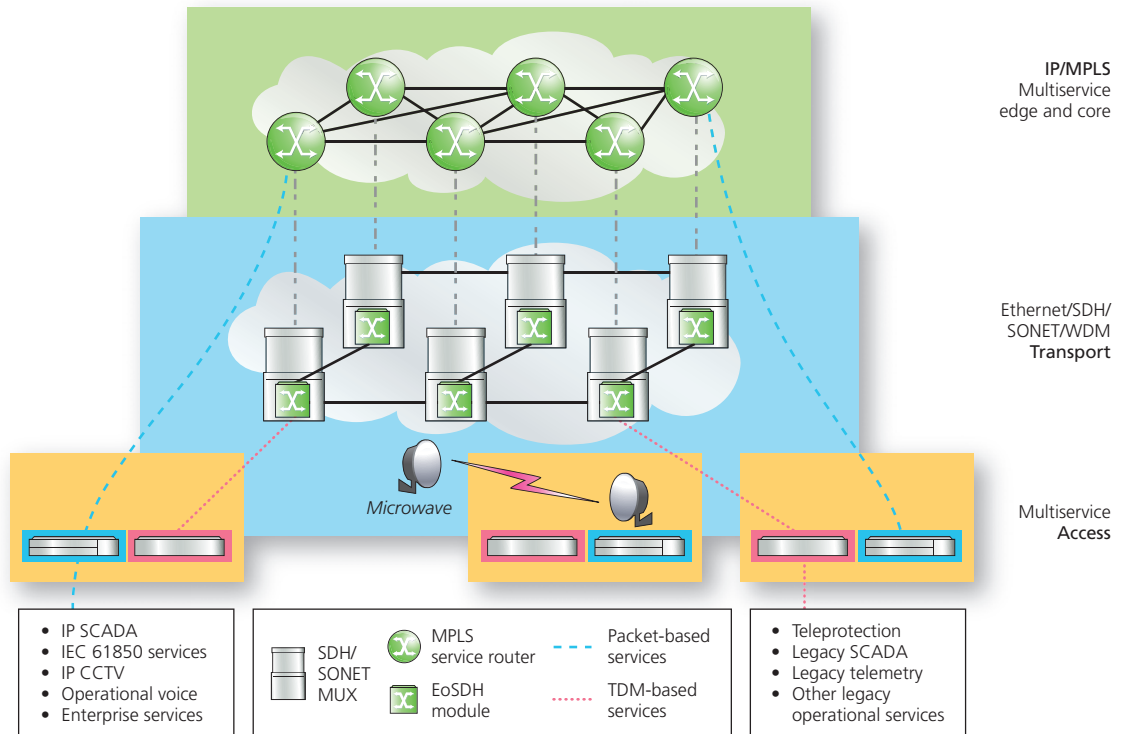 IP/MPLS
Multiservice
edge and core
Ethernet/SDH/
SONET/WDM
Transport
Microwave
Multiservice
Access
• IP SCADA
• IEC 61850 services
• IP CCTV
• Operational voice
• Enterprise services
SDH/
SONET
MUX
MPLS
service router
EoSDH
module
Packet-based
services
TDM-based
services
• Teleprotection
• Legacy SCADA
• Legacy telemetry
• Other legacy
operational services